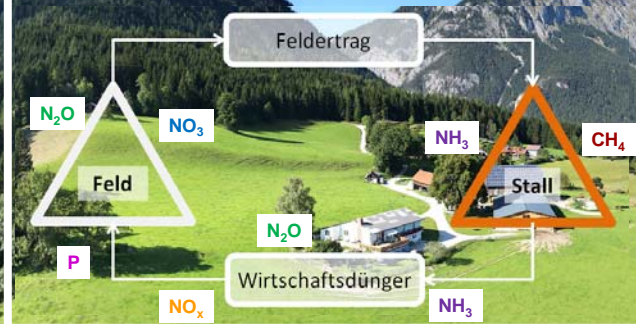 Feldertrag
N₂O
NO₃
NH₃
CH₄
Feld
Stall
N₂O
P
Wirtschaftsdünger
NOₓ
NH₃